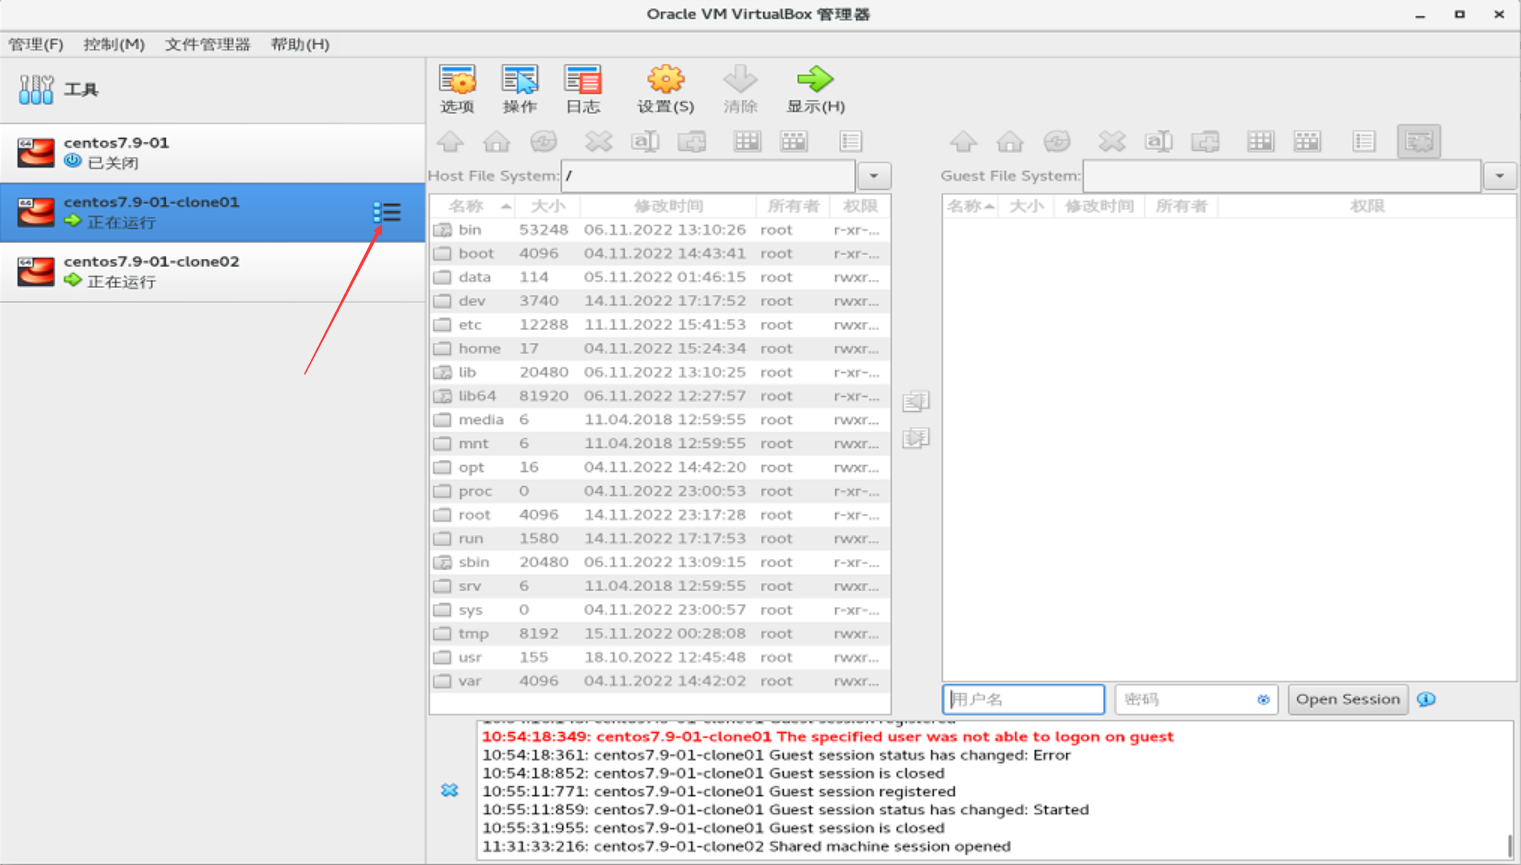 Oracle VM VirtualBox 管理器
管理(F) 控制(M) 文件管理器 帮助(H)
工具
选项 操作 日志 设置(S) 清除 显示(H)
centos7.9-01
已关闭
centos7.9-01-clone01
正在运行
centos7.9-01-clone02
正在运行
Host File System: /
Guest File System:
名称 大小 修改时间 所有者 权限
bin 53248 06.11.2022 13:10:26 root r-xr-...
boot 4096 04.11.2022 14:43:41 root r-xr-...
data 114 05.11.2022 01:46:15 root rwxr...
dev 3740 14.11.2022 17:17:52 root rwxr...
etc 12288 11.11.2022 15:41:53 root rwxr...
home 17 04.11.2022 15:24:34 root rwxr...
lib 20480 06.11.2022 13:10:25 root r-xr-...
lib64 81920 06.11.2022 12:27:57 root r-xr-...
media 6 11.04.2018 12:59:55 root rwxr...
mnt 6 11.04.2018 12:59:55 root rwxr...
opt 16 04.11.2022 14:42:20 root rwxr...
proc 0 04.11.2022 23:00:53 root r-xr-...
root 4096 14.11.2022 23:17:28 root r-xr-...
run 1580 14.11.2022 17:17:53 root rwxr...
sbin 20480 06.11.2022 13:09:15 root r-xr-...
srv 6 11.04.2018 12:59:55 root rwxr...
sys 0 04.11.2022 23:00:57 root r-xr-...
tmp 8192 15.11.2022 00:28:08 root rwxr...
usr 155 18.10.2022 12:45:48 root rwxr...
var 4096 04.11.2022 14:42:02 root rwxr...
名称 大小 修改时间 所有者 权限
用户名 密码 Open Session
centos7.9-01-clone01 Guest session registered
10:54:18:349: centos7.9-01-clone01 The specified user was not able to logon on guest
10:54:18:361: centos7.9-01-clone01 Guest session status has changed: Error
10:54:18:852: centos7.9-01-clone01 Guest session is closed
10:55:11:771: centos7.9-01-clone01 Guest session registered
10:55:11:859: centos7.9-01-clone01 Guest session status has changed: Started
10:55:31:955: centos7.9-01-clone01 Guest session is closed
11:31:33:216: centos7.9-01-clone02 Shared machine session opened